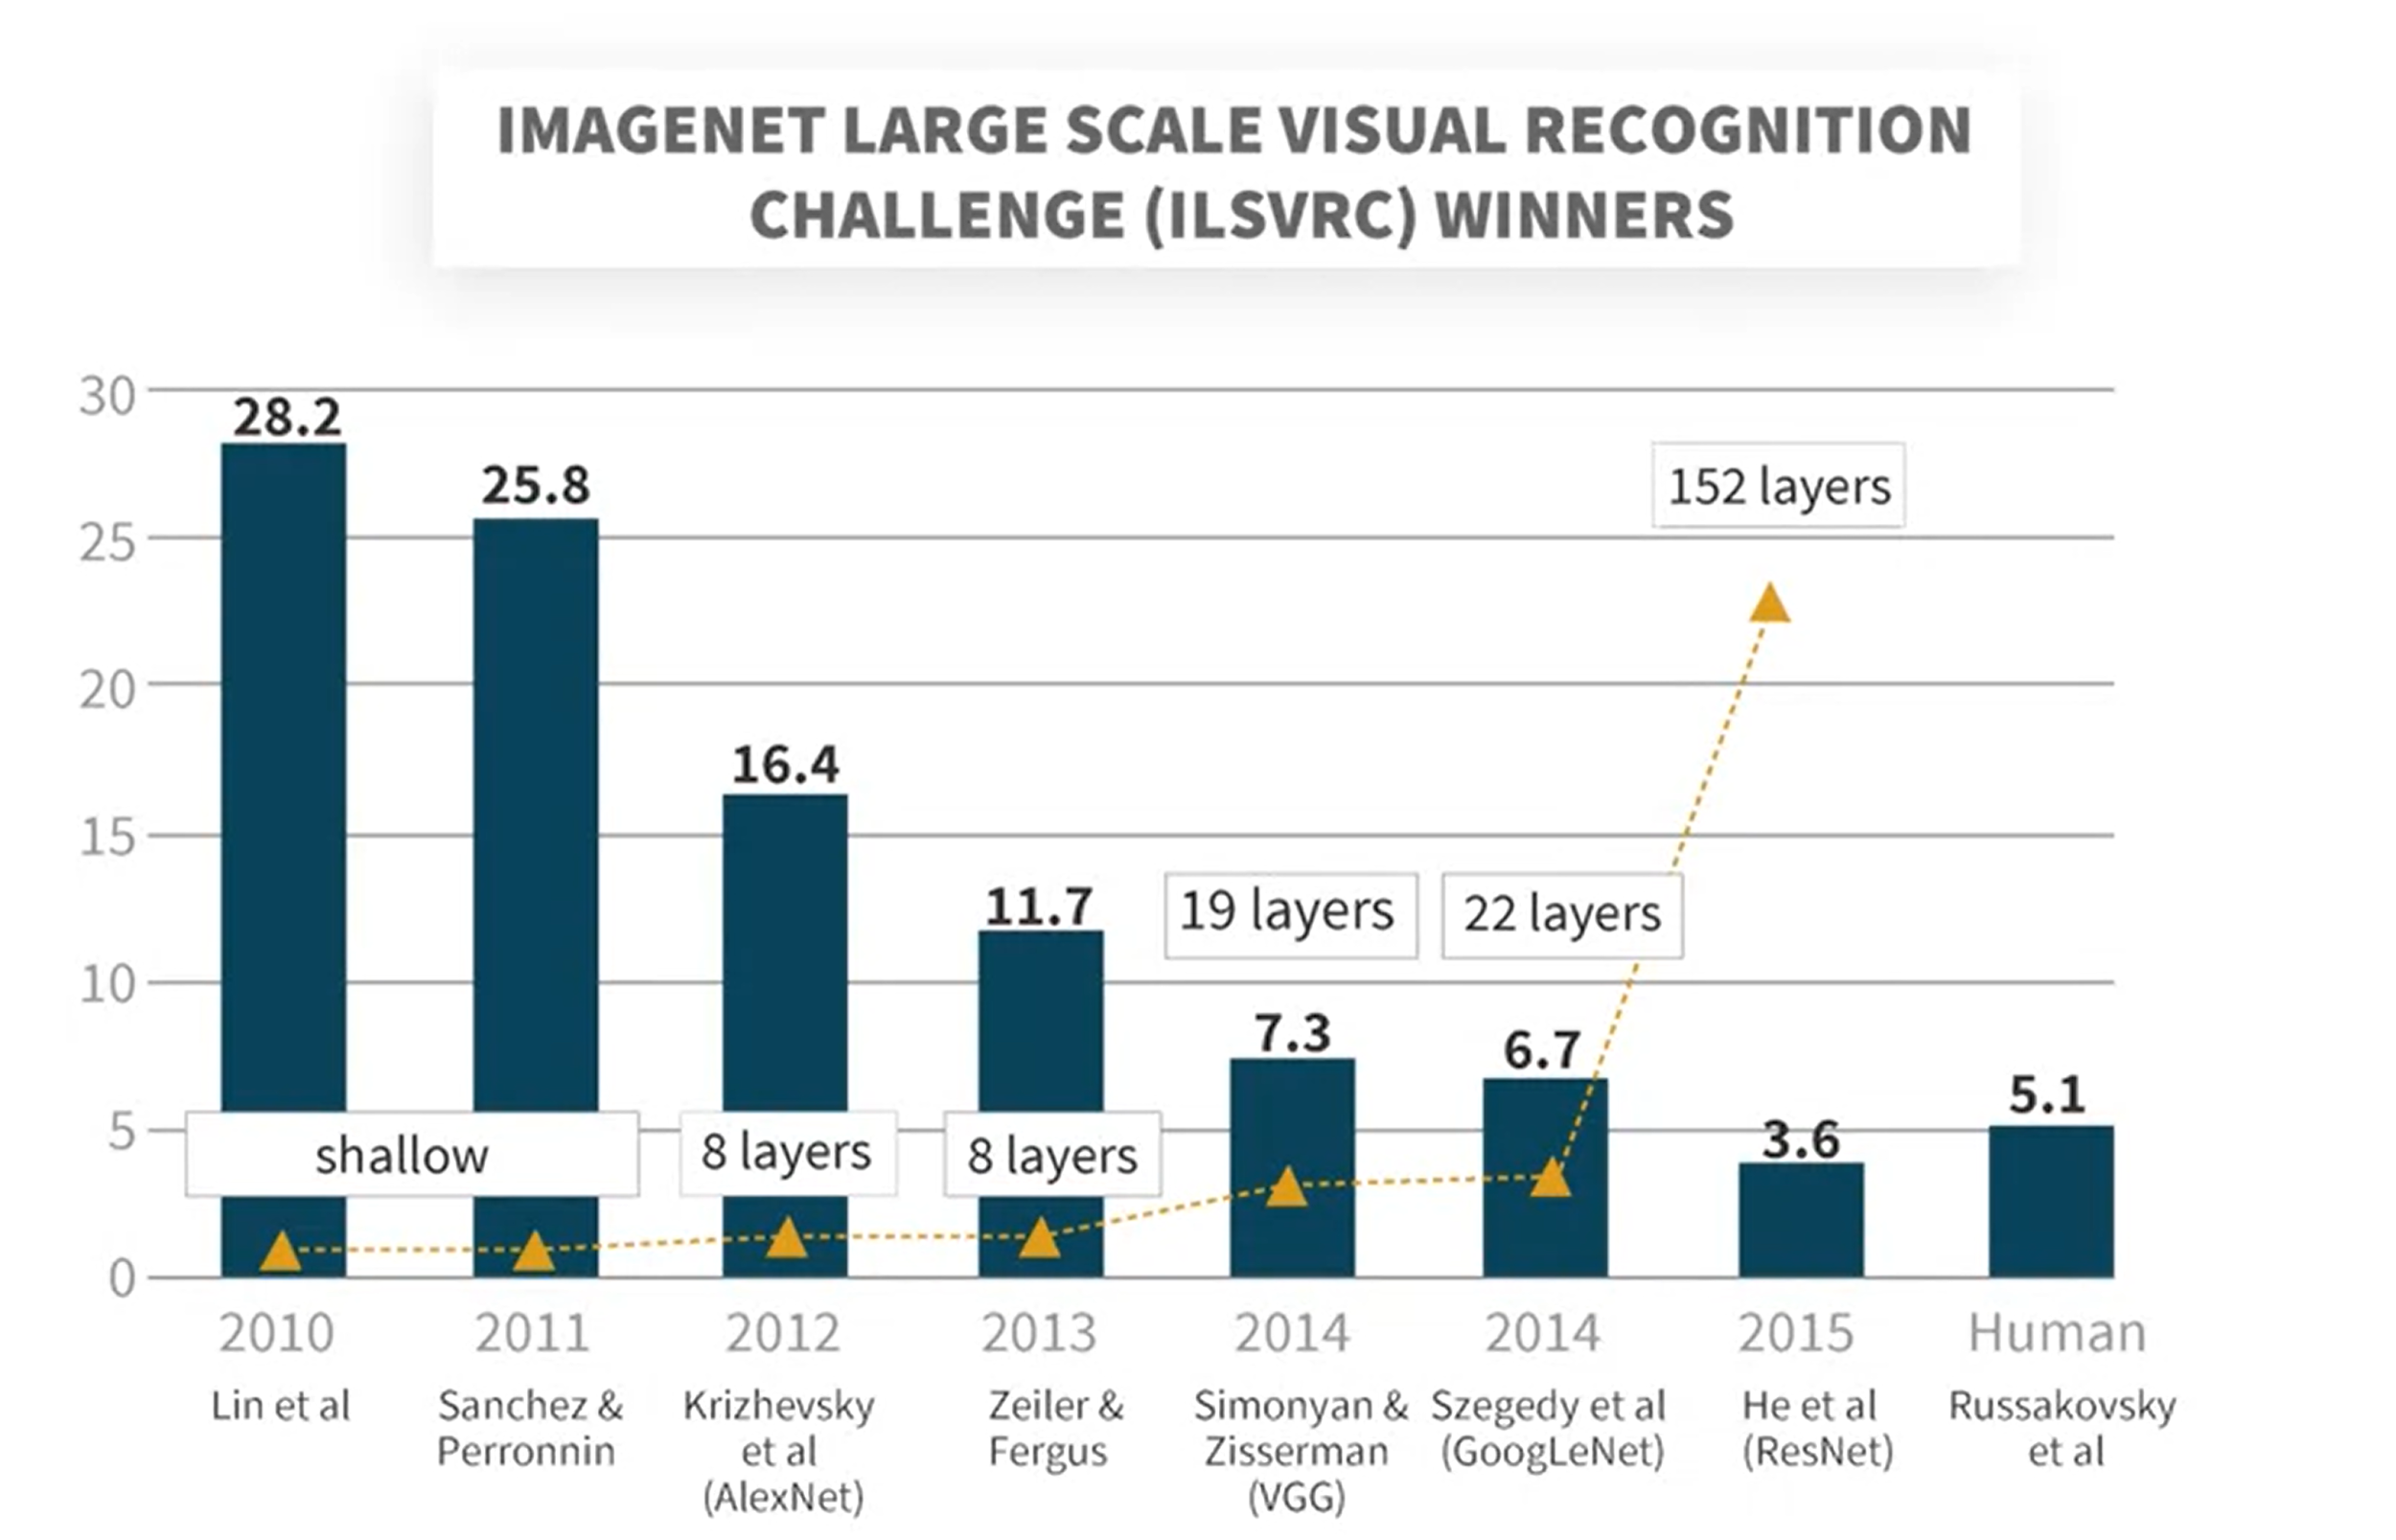 IMAGENET LARGE SCALE VISUAL RECOGNITION
CHALLENGE (ILSVRC) WINNERS
30
28.2
25.8
152 layers
25
20
16.4
15
11.7
19 layers
22 layers
10
7.3
6.7
5.1
3.6
5
shallow
8 layers
8 layers
0
2010
2011
2012
2013
2014
2014
2015
Human
Lin et al
Sanchez &
Perronnin
Krizhevsky
et al
(AlexNet)
Zeiler &
Fergus
Simonyan &
Zisserman
(VGG)
Szegedy et al
(GoogLeNet)
He et al
(ResNet)
Russakovsky
et al